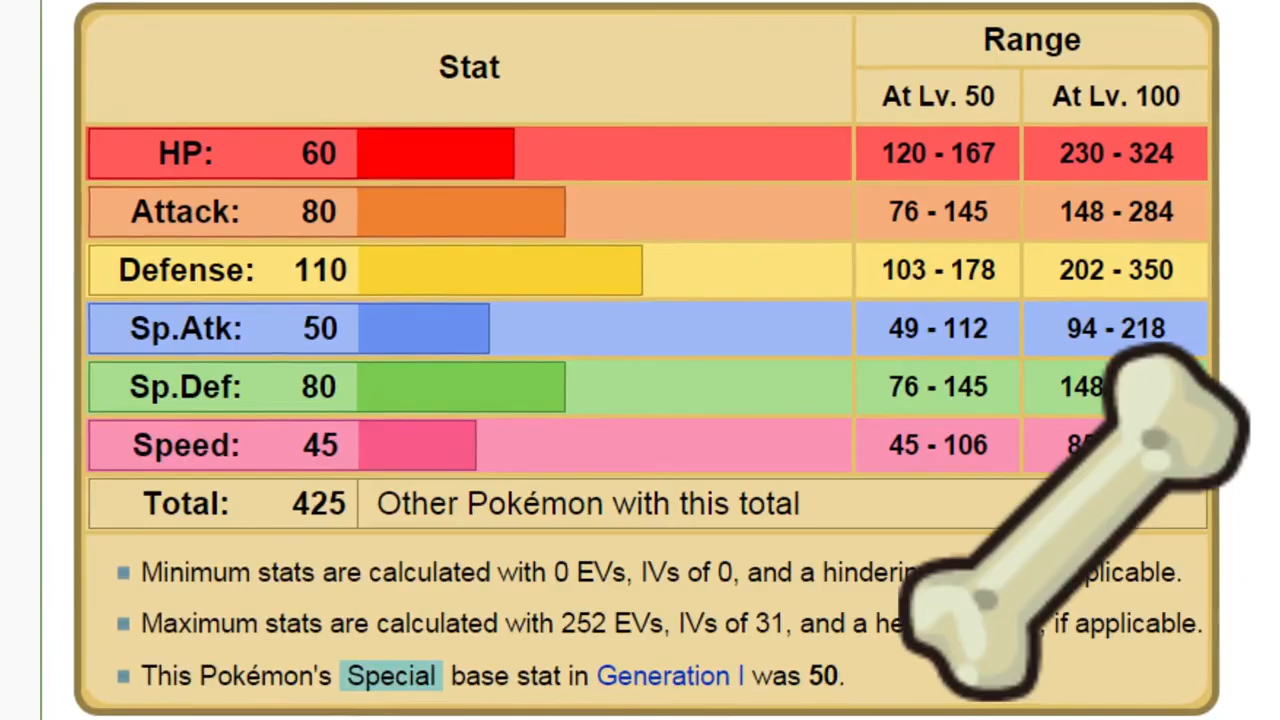 Stat Range
At Lv. 50 At Lv. 100
HP: 60 120 - 167 230 - 324
Attack: 80 76 - 145 148 - 284
Defense: 110 103 - 178 202 - 350
Sp.Atk: 50 49 - 112 94 - 218
Sp.Def: 80 76 - 145 148
Speed: 45 45 - 106
Total: 425 Other Pokémon with this total
Minimum stats are calculated with 0 EVs, IVs of 0, and a
Maximum stats are calculated with 252 EVs, IVs of 31, and a if applicable.
This Pokémon's Special base stat in Generation I was 50.